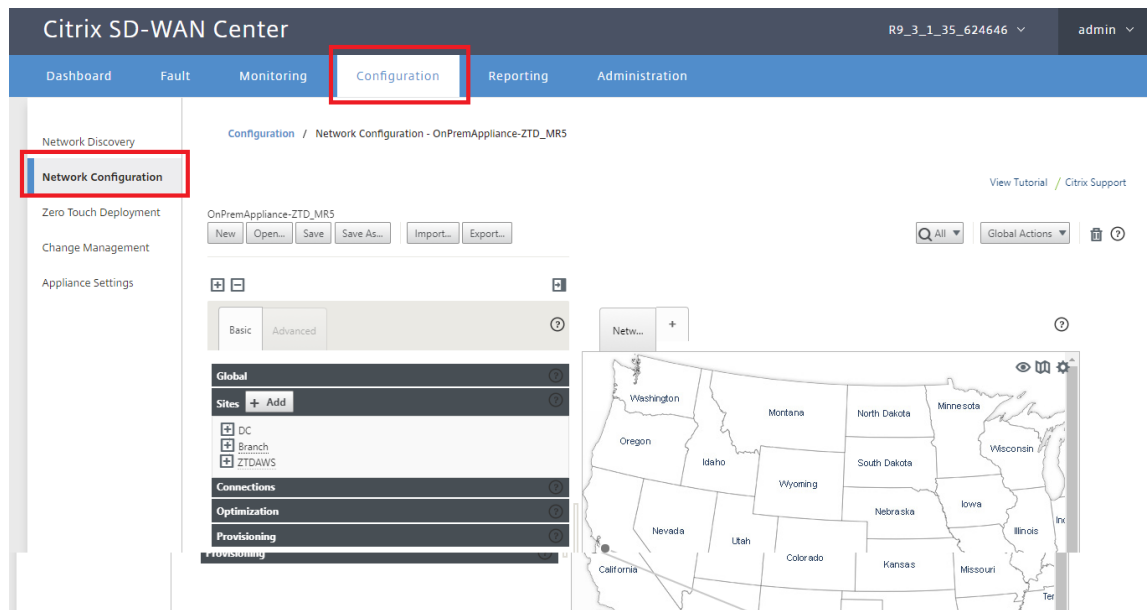 Citrix SD-WAN Center
R9_3_1_35_624646
admin
Dashboard Fault Monitoring Configuration Reporting Administration
Network Discovery
Network Configuration
Zero Touch Deployment
Change Management
Appliance Settings
Configuration / Network Configuration - OnPremAppliance-ZTD_MR5
View Tutorial / Citrix Support
OnPremAppliance-ZTD_MR5
New Open... Save Save As... Import... Export...
All Global Actions
Basic Advanced
Global
Sites + Add
DC
Branch
ZTDAWS
Connections
Optimization
Provisioning
Provisioning
Netw... +
Washington
Montana
North Dakota
Minnesota
Oregon
Idaho
Wisconsin
South Dakota
Wyoming
Nebraska
Iowa
Nevada
Utah
Illinois
Inc
California
Colorado
Kansas
Missouri
Ter